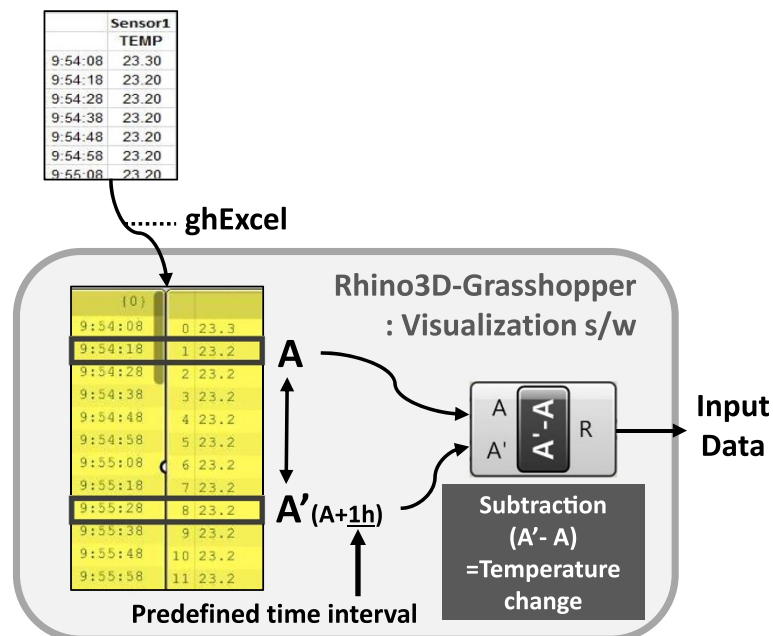 Sensor1
TEMP
9:54:08 23.30
9:54:18 23.20
9:54:28 23.20
9:54:38 23.20
9:54:48 23.20
9:54:58 23.20
9:55:08 23.20
ghExcel
Rhino3D-Grasshopper
: Visualization s/w
{0}
9:54:08 0 23.3
9:54:18 1 23.2
9:54:28 2 23.2
9:54:38 3 23.2
9:54:48 4 23.2
9:54:58 5 23.2
9:55:08 6 23.2
9:55:18 7 23.2
9:55:28 8 23.2
9:55:38 9 23.2
9:55:48 10 23.2
9:55:58 11 23.2
A
A' (A+1h)
Predefined time interval
A
A'
A'-A
R
Subtraction
(A'- A)
=Temperature
change
Input
Data